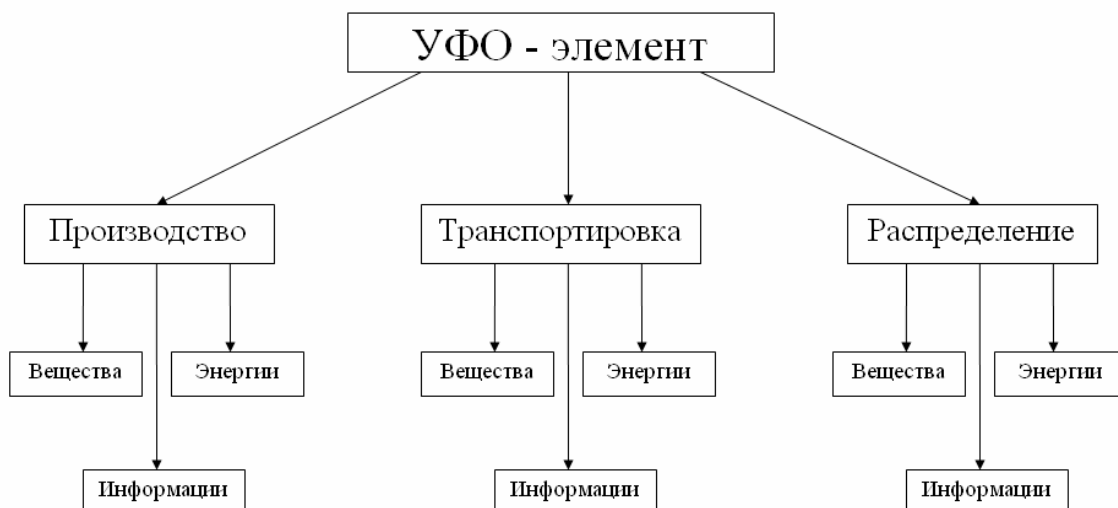 УФО - элемент
Производство
Транспортировка
Распределение
Вещества
Энергии
Вещества
Энергии
Вещества
Энергии
Информации
Информации
Информации